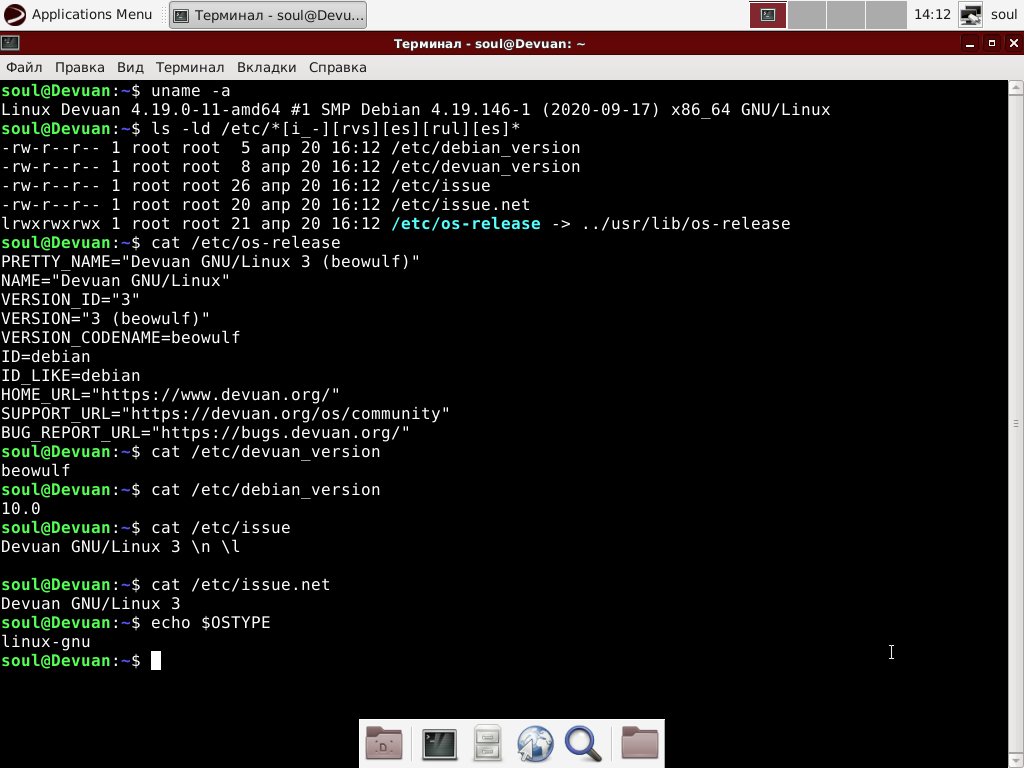 Applications Menu Терминал - soul@Devu... 14:12 soul
Терминал - soul@Devuan: ~
Файл Правка Вид Терминал Вкладки Справка
soul@Devuan:~$ uname -a
Linux Devuan 4.19.0-11-amd64 #1 SMP Debian 4.19.146-1 (2020-09-17) x86_64 GNU/Linux
soul@Devuan:~$ ls -ld /etc/*[i_-][rvs][es][rul][es]*
-rw-r--r-- 1 root root  5 апр 20 16:12 /etc/debian_version
-rw-r--r-- 1 root root  8 апр 20 16:12 /etc/devuan_version
-rw-r--r-- 1 root root 26 апр 20 16:12 /etc/issue
-rw-r--r-- 1 root root 20 апр 20 16:12 /etc/issue.net
lrwxrwxrwx 1 root root 21 апр 20 16:12 /etc/os-release -> ../usr/lib/os-release
soul@Devuan:~$ cat /etc/os-release
PRETTY_NAME="Devuan GNU/Linux 3 (beowulf)"
NAME="Devuan GNU/Linux"
VERSION_ID="3"
VERSION="3 (beowulf)"
VERSION_CODENAME=beowulf
ID=debian
ID_LIKE=debian
HOME_URL="https://www.devuan.org/"
SUPPORT_URL="https://devuan.org/os/community"
BUG_REPORT_URL="https://bugs.devuan.org/"
soul@Devuan:~$ cat /etc/devuan_version
beowulf
soul@Devuan:~$ cat /etc/debian_version
10.0
soul@Devuan:~$ cat /etc/issue
Devuan GNU/Linux 3 \n \l

soul@Devuan:~$ cat /etc/issue.net
Devuan GNU/Linux 3
soul@Devuan:~$ echo $OSTYPE
linux-gnu
soul@Devuan:~$
D